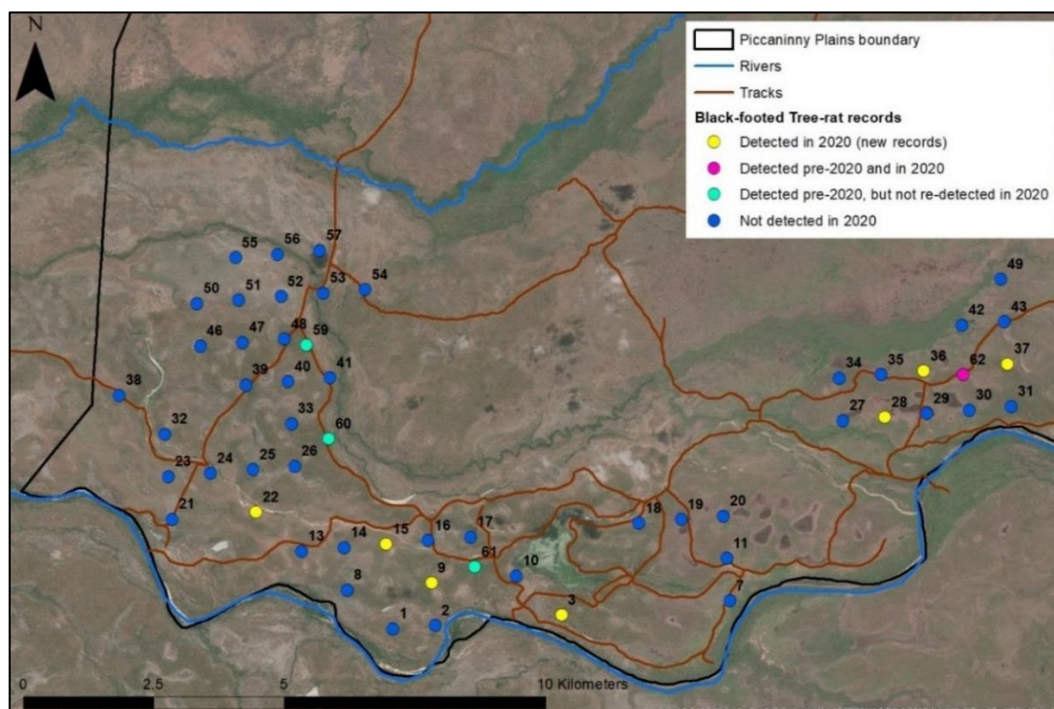 N
Piccaninny Plains boundary
Rivers
Tracks
Black-footed Tree-rat records
Detected in 2020 (new records)
Detected pre-2020 and in 2020
Detected pre-2020, but not re-detected in 2020
Not detected in 2020
55 56 57
50 51 52 53 54
49
46 47 48 59
42 43
38 39 40 41
34 35 36 62 37
32 33 60
27 28 29 30 31
23 24 25 26
21 22
18 19 20
13 14 15 16 17
61 10 11
8 9
3 7
1 2
0 2.5 5 10 Kilometers